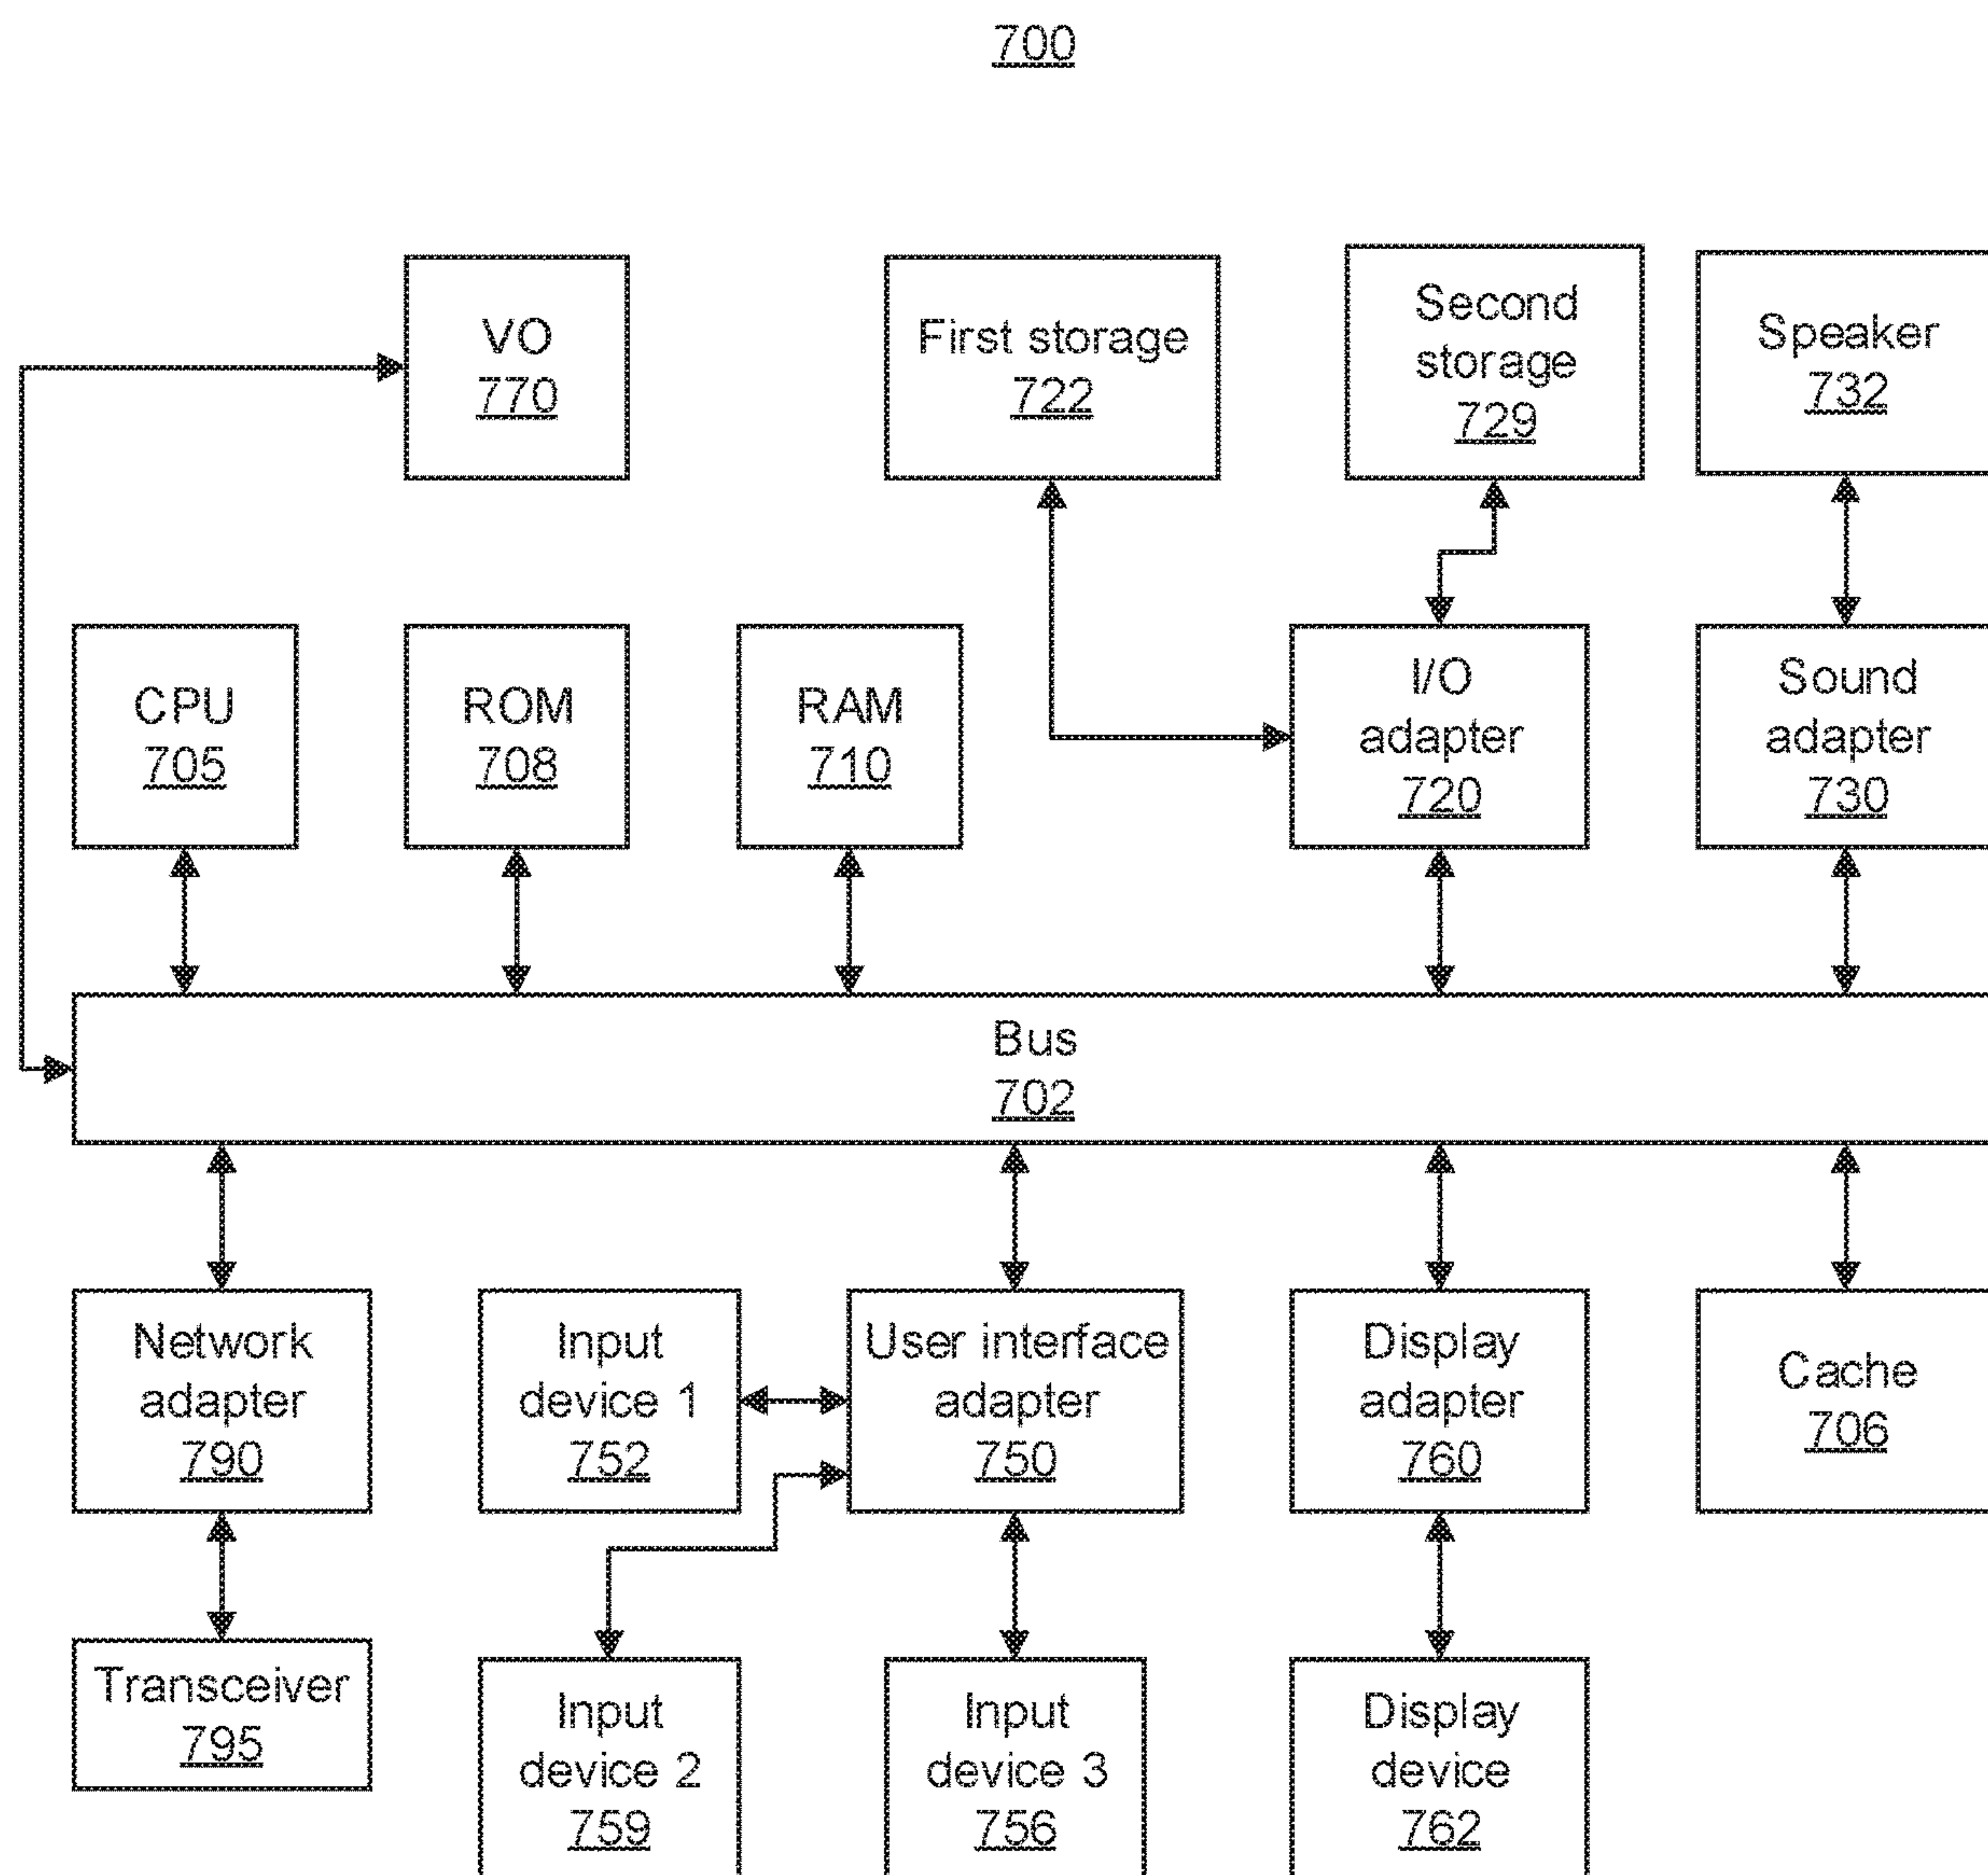 700
VO
770
First storage
722
Second
storage
729
Speaker
732
CPU
705
ROM
708
RAM
710
I/O
adapter
720
Sound
adapter
730
Bus
702
Network
adapter
790
Input
device 1
752
User interface
adapter
750
Display
adapter
760
Cache
706
Transceiver
795
Input
device 2
759
Input
device 3
756
Display
device
762